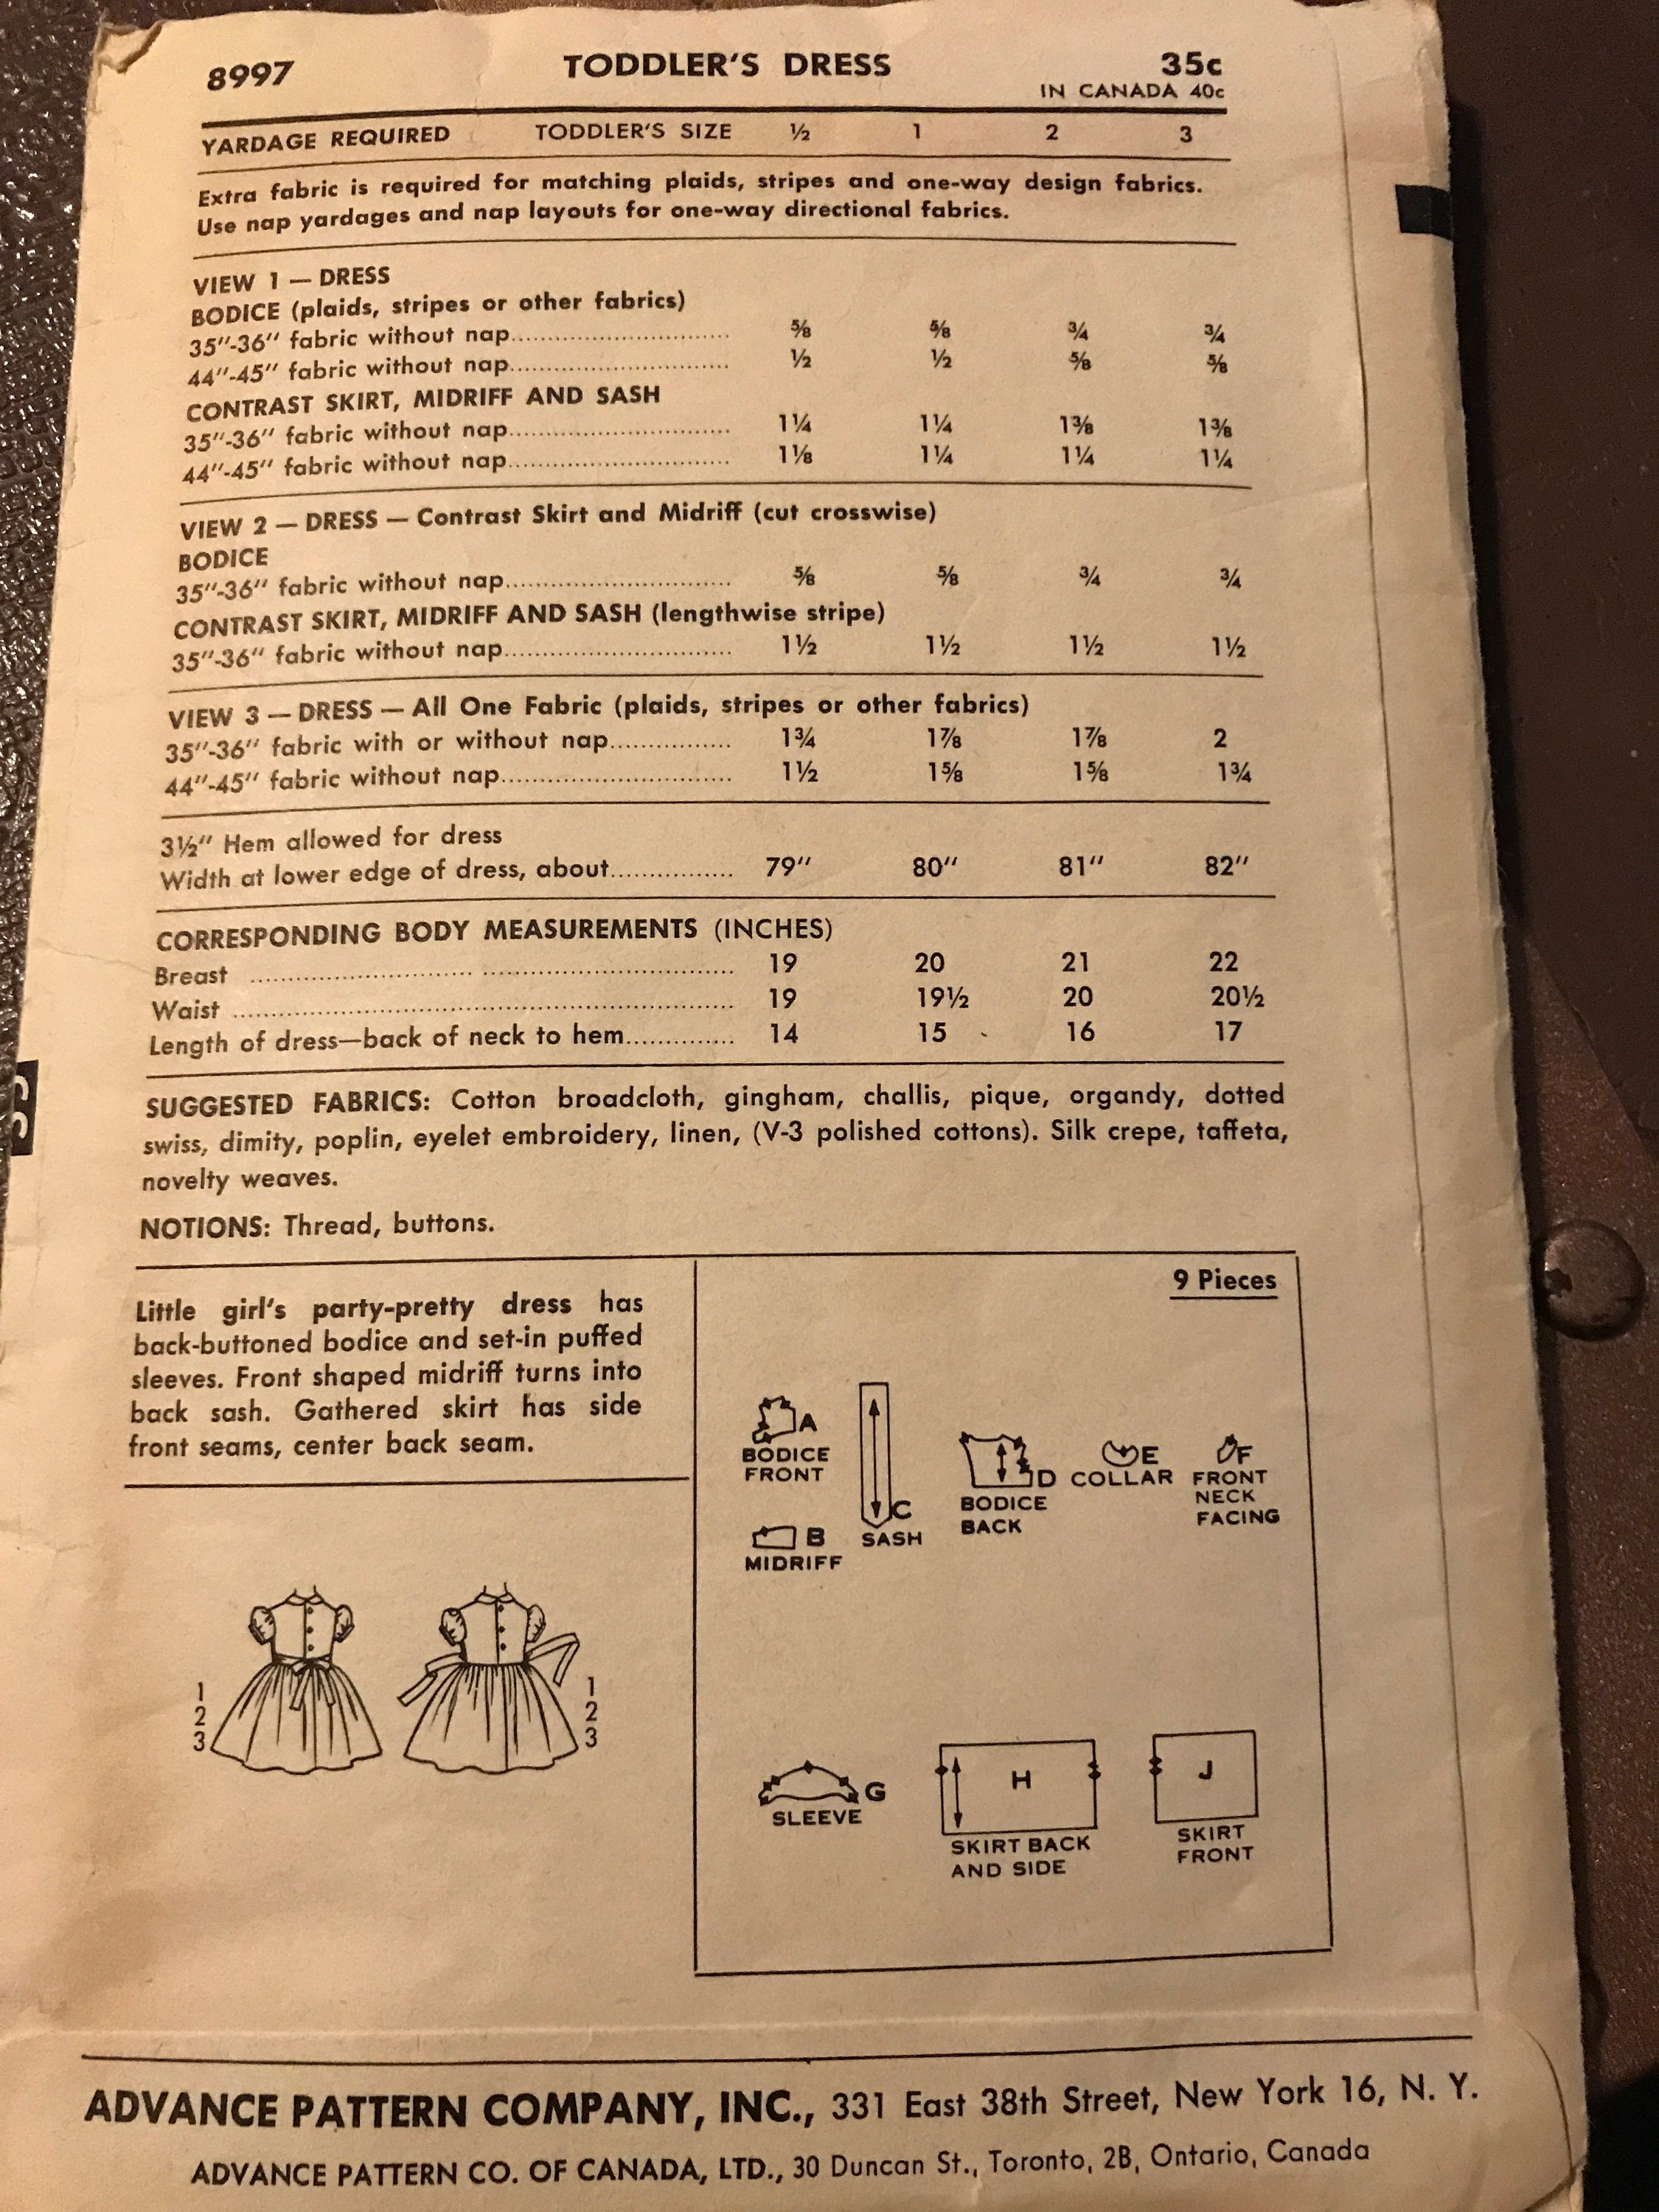 8997 TODDLER'S DRESS 35c
IN CANADA 40c
YARDAGE REQUIRED TODDLER'S SIZE ½ 1 2 3
Extra fabric is required for matching plaids, stripes and one-way design fabrics.
Use nap yardages and nap layouts for one-way directional fabrics.
VIEW 1 — DRESS
BODICE (plaids, stripes or other fabrics)
35"-36" fabric without nap.............................. ⅝ ⅝ ¾ ¾
44"-45" fabric without nap.............................. ½ ½ ⅝ ⅝
CONTRAST SKIRT, MIDRIFF AND SASH
35"-36" fabric without nap.............................. 1¼ 1¼ 1⅜ 1⅜
44"-45" fabric without nap.............................. 1⅛ 1¼ 1¼ 1¼
VIEW 2 — DRESS — Contrast Skirt and Midriff (cut crosswise)
BODICE
35"-36" fabric without nap.............................. ⅝ ⅝ ¾ ¾
CONTRAST SKIRT, MIDRIFF AND SASH (lengthwise stripe)
35"-36" fabric without nap.............................. 1½ 1½ 1½ 1½
VIEW 3 — DRESS — All One Fabric (plaids, stripes or other fabrics)
35"-36" fabric with or without nap................ 1¾ 1⅞ 1⅞ 2
44"-45" fabric without nap.............................. 1½ 1⅝ 1⅝ 1¾
3½" Hem allowed for dress
Width at lower edge of dress, about................ 79" 80" 81" 82"
CORRESPONDING BODY MEASUREMENTS (INCHES)
Breast ............................................................ 19 20 21 22
Waist .............................................................. 19 19½ 20 20½
Length of dress—back of neck to hem.............. 14 15 16 17
SUGGESTED FABRICS: Cotton broadcloth, gingham, challis, pique, organdy, dotted
swiss, dimity, poplin, eyelet embroidery, linen, (V-3 polished cottons). Silk crepe, taffeta,
novelty weaves.
NOTIONS: Thread, buttons.
Little girl's party-pretty dress has
back-buttoned bodice and set-in puffed
sleeves. Front shaped midriff turns into
back sash. Gathered skirt has side
front seams, center back seam.
1
2
3
1
2
3
9 Pieces
A
BODICE
FRONT
B
MIDRIFF
C
SASH
D
BODICE
BACK
E
COLLAR
F
FRONT
NECK
FACING
G
SLEEVE
H
SKIRT BACK
AND SIDE
J
SKIRT
FRONT
ADVANCE PATTERN COMPANY, INC., 331 East 38th Street, New York 16, N. Y.
ADVANCE PATTERN CO. OF CANADA, LTD., 30 Duncan St., Toronto, 2B, Ontario, Canada